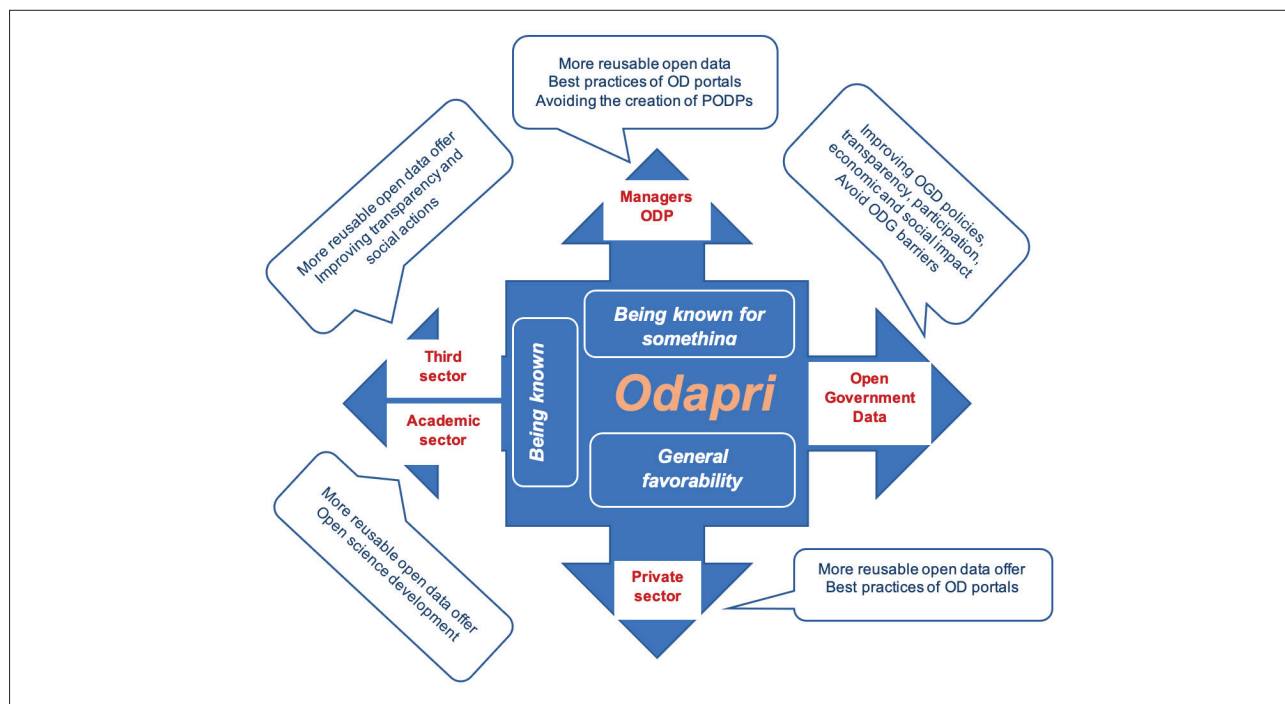 More reusable open data
Best practices of OD portals
Avoiding the creation of PODPs
More reusable open data offer
Improving transparency and
social actions
Improving OGD policies,
transparency, participation,
economic and social impact
Avoid ODG barriers
Managers
ODP
Being known for
something
Being known
Odapri
General
favorability
Third
sector
Academic
sector
Open
Government
Data
Private
sector
More reusable open data offer
Open science development
More reusable open data offer
Best practices of OD portals